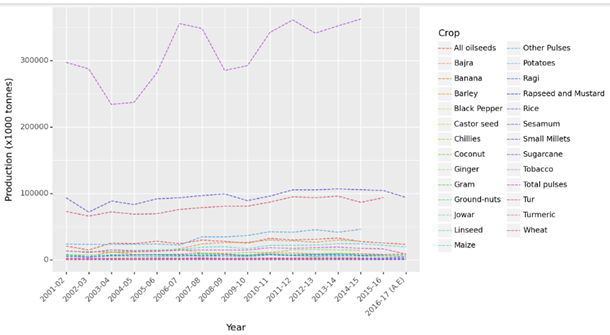 Production (x1000 tonnes)
300000
200000
100000
0
2001-02
2002-03
2003-04
2004-05
2005-06
2006-07
2007-08
2008-09
2009-10
2010-11
2011-12
2012-13
2013-14
2014-15
2015-16
2016-17 (A.E)
Year
Crop
All oilseeds
Bajra
Banana
Barley
Black Pepper
Castor seed
Chillies
Coconut
Ginger
Gram
Ground-nuts
Jowar
Linseed
Maize
Other Pulses
Potatoes
Ragi
Rapseed and Mustard
Rice
Sesamum
Small Millets
Sugarcane
Tobacco
Total pulses
Tur
Turmeric
Wheat